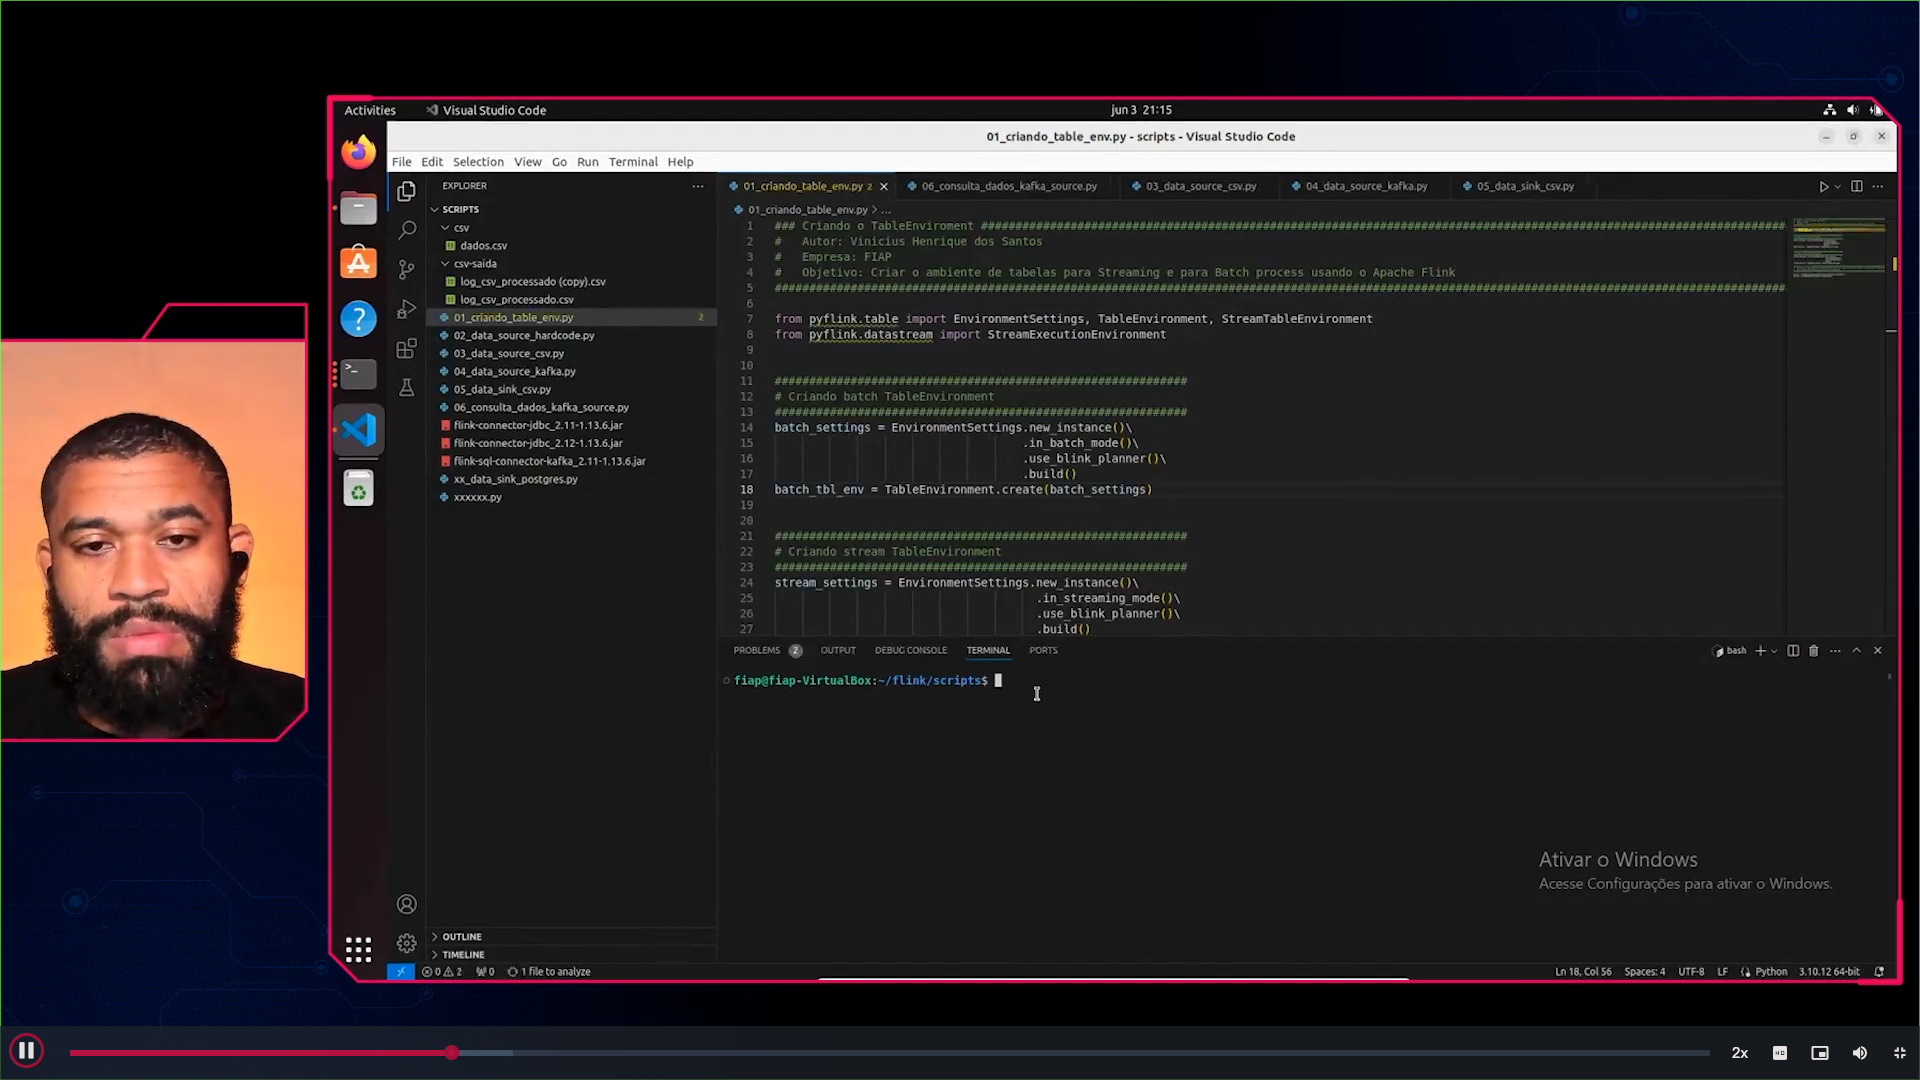 Activities
Visual Studio Code
jun 3 21:15
01_criando_table_env.py - scripts - Visual Studio Code
File Edit Selection View Go Run Terminal Help
EXPLORER
SCRIPTS
csv
dados.csv
csv-saida
log_csv_processado (copy).csv
log_csv_processado.csv
01_criando_table_env.py 2
02_data_source_hardcode.py
03_data_source_csv.py
04_data_source_kafka.py
05_data_sink_csv.py
06_consulta_dados_kafka_source.py
flink-connector-jdbc_2.11-1.13.6.jar
flink-connector-jdbc_2.12-1.13.6.jar
flink-sql-connector-kafka_2.11-1.13.6.jar
xx_data_sink_postgres.py
xxxxxx.py
OUTLINE
TIMELINE
01_criando_table_env.py 2
06_consulta_dados_kafka_source.py
03_data_source_csv.py
04_data_source_kafka.py
05_data_sink_csv.py
01_criando_table_env.py > ...
1 ### Criando o TableEnviroment ########################################################################################################################
2 # Autor: Vinicius Henrique dos Santos
3 # Empresa: FIAP
4 # Objetivo: Criar o ambiente de tabelas para Streaming e para Batch process usando o Apache Flink
5 ######################################################################################################################################################
6
7 from pyflink.table import EnvironmentSettings, TableEnvironment, StreamTableEnvironment
8 from pyflink.datastream import StreamExecutionEnvironment
9
10
11 ############################################################
12 # Criando batch TableEnvironment
13 ############################################################
14 batch_settings = EnvironmentSettings.new_instance()\
15 .in_batch_mode()\
16 .use_blink_planner()\
17 .build()
18 batch_tbl_env = TableEnvironment.create(batch_settings)
19
20
21 ############################################################
22 # Criando stream TableEnvironment
23 ############################################################
24 stream_settings = EnvironmentSettings.new_instance()\
25 .in_streaming_mode()\
26 .use_blink_planner()\
27 .build()
PROBLEMS 2 OUTPUT DEBUG CONSOLE TERMINAL PORTS
bash
fiap@fiap-VirtualBox:~/flink/scripts$
Ativar o Windows
Acesse Configurações para ativar o Windows.
0 2 0 1 file to analyze
Ln 18, Col 56 Spaces: 4 UTF-8 LF Python 3.10.12 64-bit
2x
HD